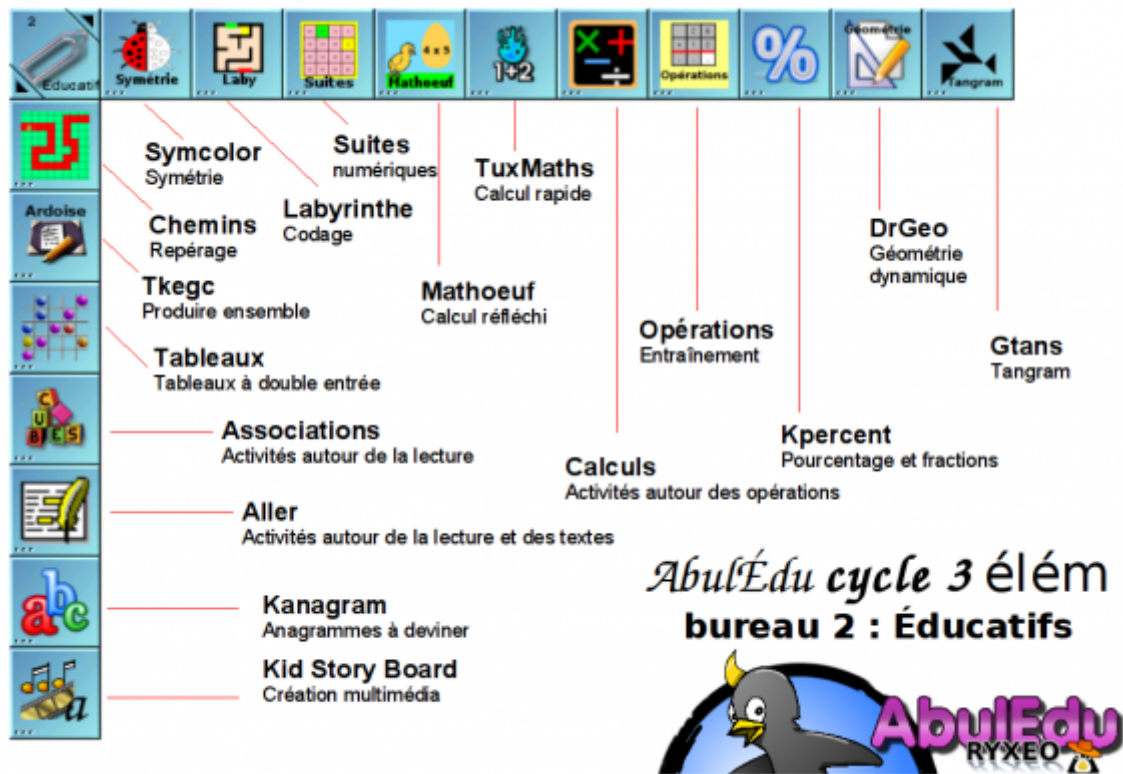 2
Educatif
Symétrie
Laby
Suites
4 x 5
Mathoeuf
1+2
Opérations
%
Géométrie
Tangram
Ardoise
CUBES
abc
a
Symcolor
Symétrie
Suites
numériques
TuxMaths
Calcul rapide
Labyrinthe
Codage
Chemins
Repérage
DrGeo
Géométrie
dynamique
Tkegc
Produire ensemble
Mathoeuf
Calcul réfléchi
Opérations
Entraînement
Gtans
Tangram
Tableaux
Tableaux à double entrée
Associations
Activités autour de la lecture
Kpercent
Pourcentage et fractions
Calculs
Activités autour des opérations
Aller
Activités autour de la lecture et des textes
AbulÉdu cycle 3 élém
bureau 2 : Éducatifs
Kanagram
Anagrammes à deviner
Kid Story Board
Création multimédia
AbulEdu
RYXEO